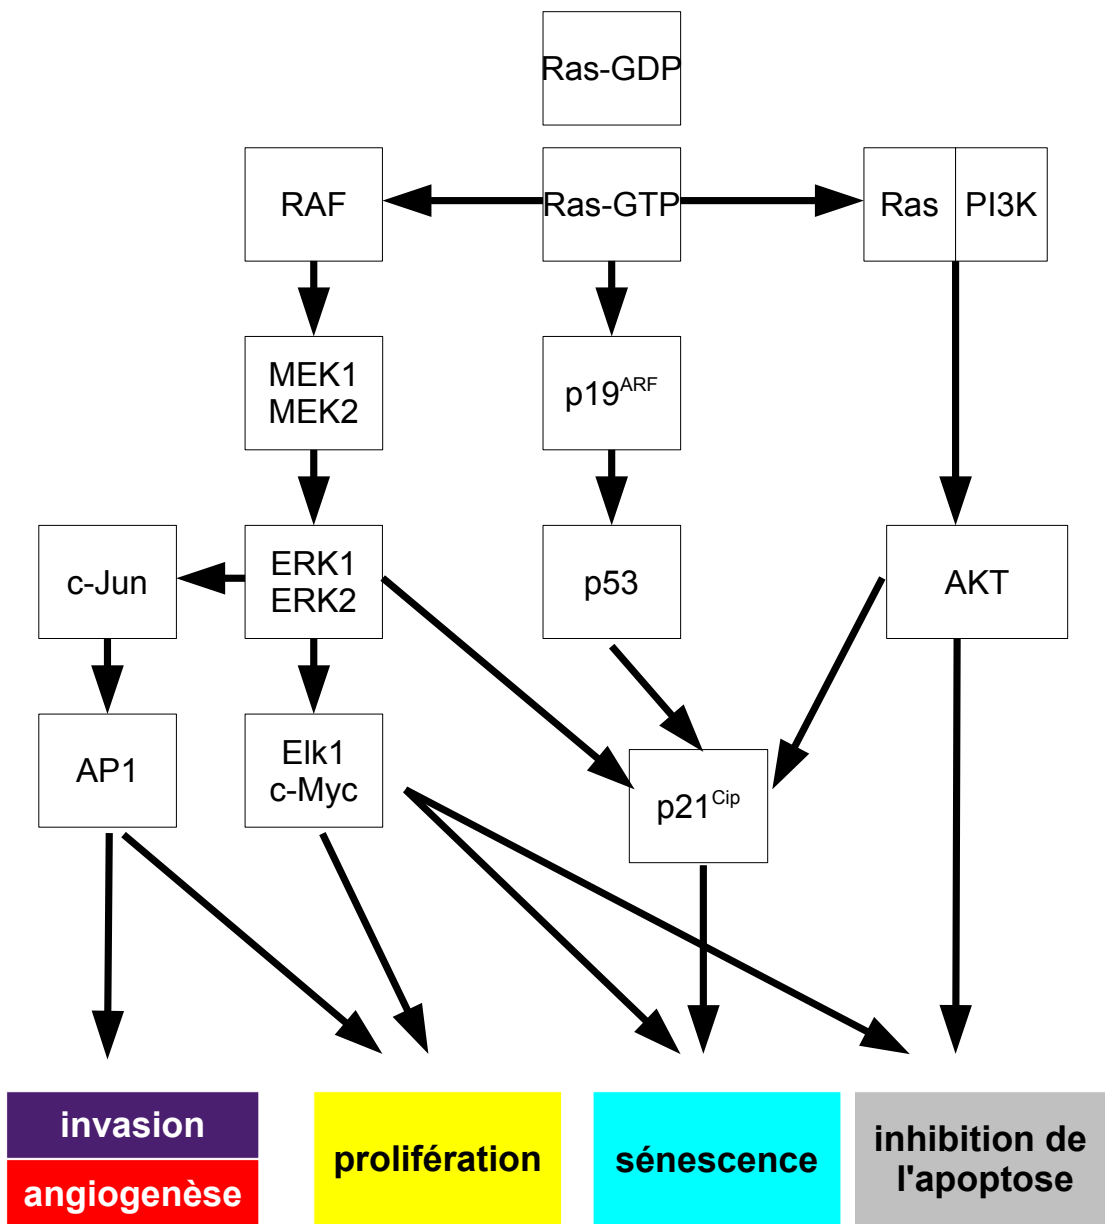 Ras-GDP
RAF
Ras-GTP
Ras
PI3K
MEK1
MEK2
p19ARF
c-Jun
ERK1
ERK2
p53
AKT
AP1
Elk1
c-Myc
p21Cip
invasion
angiogenèse
prolifération
sénescence
inhibition de
l'apoptose